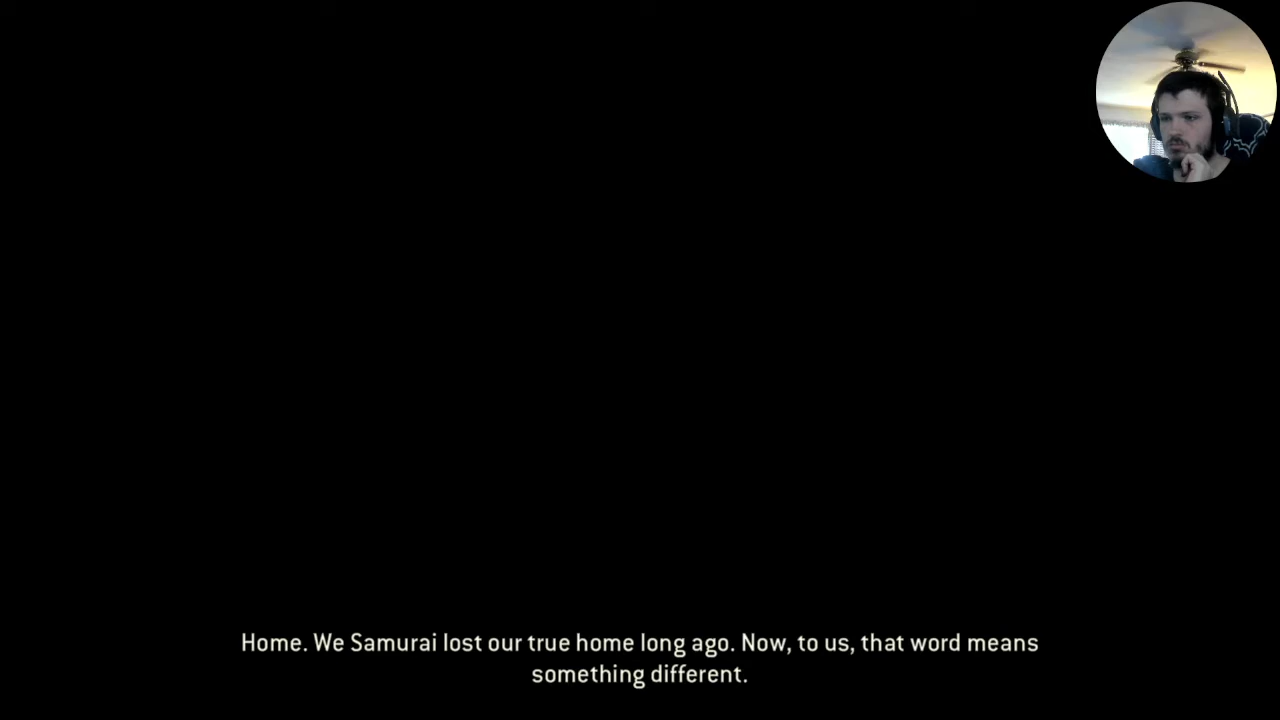 Home. We Samurai lost our true home long ago. Now, to us, that word means
something different.